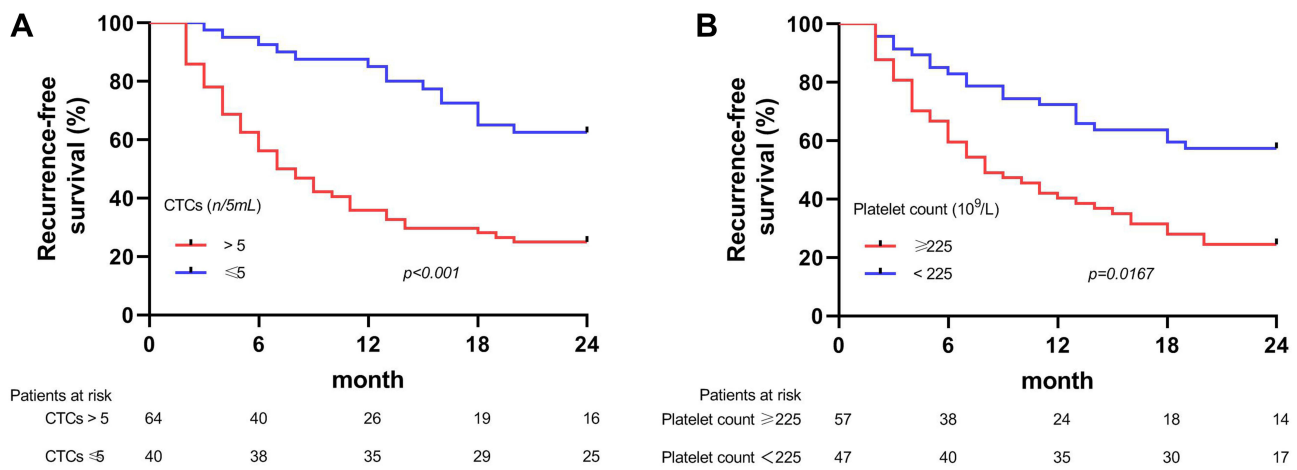 A
Recurrence-free
survival (%)
100
80
60
40
20
0
CTCs (n/5mL)
> 5
≤5
p<0.001
0 6 12 18 24
month
Patients at risk
CTCs > 5 64 40 26 19 16
CTCs ≤5 40 38 35 29 25
B
Recurrence-free
survival (%)
100
80
60
40
20
0
Platelet count (10⁹/L)
≥225
< 225
p=0.0167
0 6 12 18 24
month
Patients at risk
Platelet count ≥225 57 38 24 18 14
Platelet count <225 47 40 35 30 17